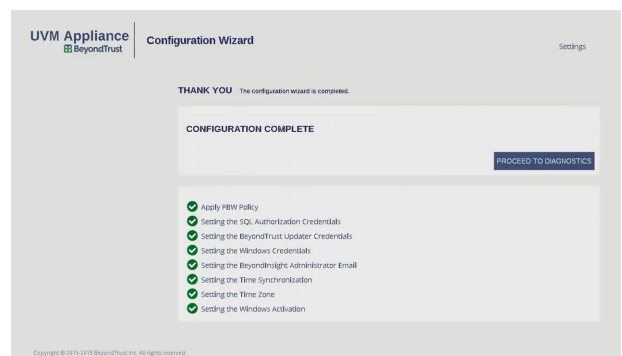 UVM Appliance
BeyondTrust
Configuration Wizard
Settings
THANK YOU The configuration wizard is completed.
CONFIGURATION COMPLETE
PROCEED TO DIAGNOSTICS
Apply PBW Policy
Setting the SQL Authorization Credentials
Setting the BeyondTrust Updater Credentials
Setting the Windows Credentials
Setting the BeyondInsight Administrator Email
Setting the Time Synchronization
Setting the Time Zone
Setting the Windows Activation
Copyright © 2015-2019 BeyondTrust Inc. All rights reserved.